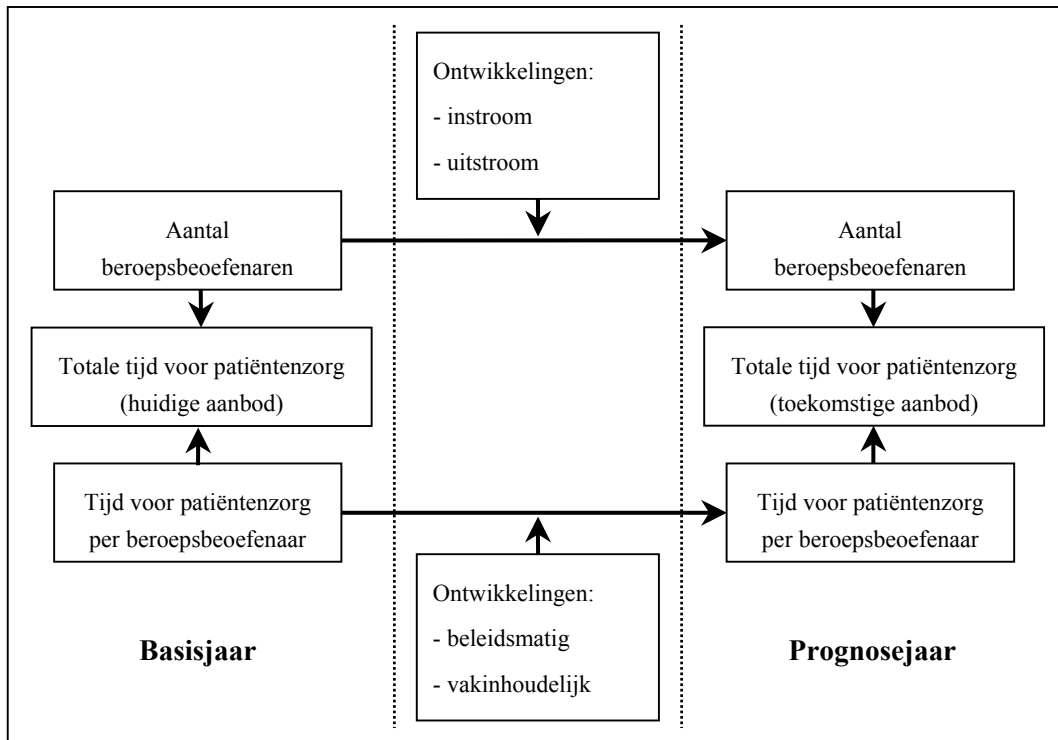 Ontwikkelingen:
- instroom
- uitstroom
Aantal
beroepsbeoefenaren
Aantal
beroepsbeoefenaren
Totale tijd voor patiëntenzorg
(huidige aanbod)
Totale tijd voor patiëntenzorg
(toekomstige aanbod)
Tijd voor patiëntenzorg
per beroepsbeoefenaar
Tijd voor patiëntenzorg
per beroepsbeoefenaar
Ontwikkelingen:
- beleidsmatig
- vakinhoudelijk
Basisjaar
Prognosejaar